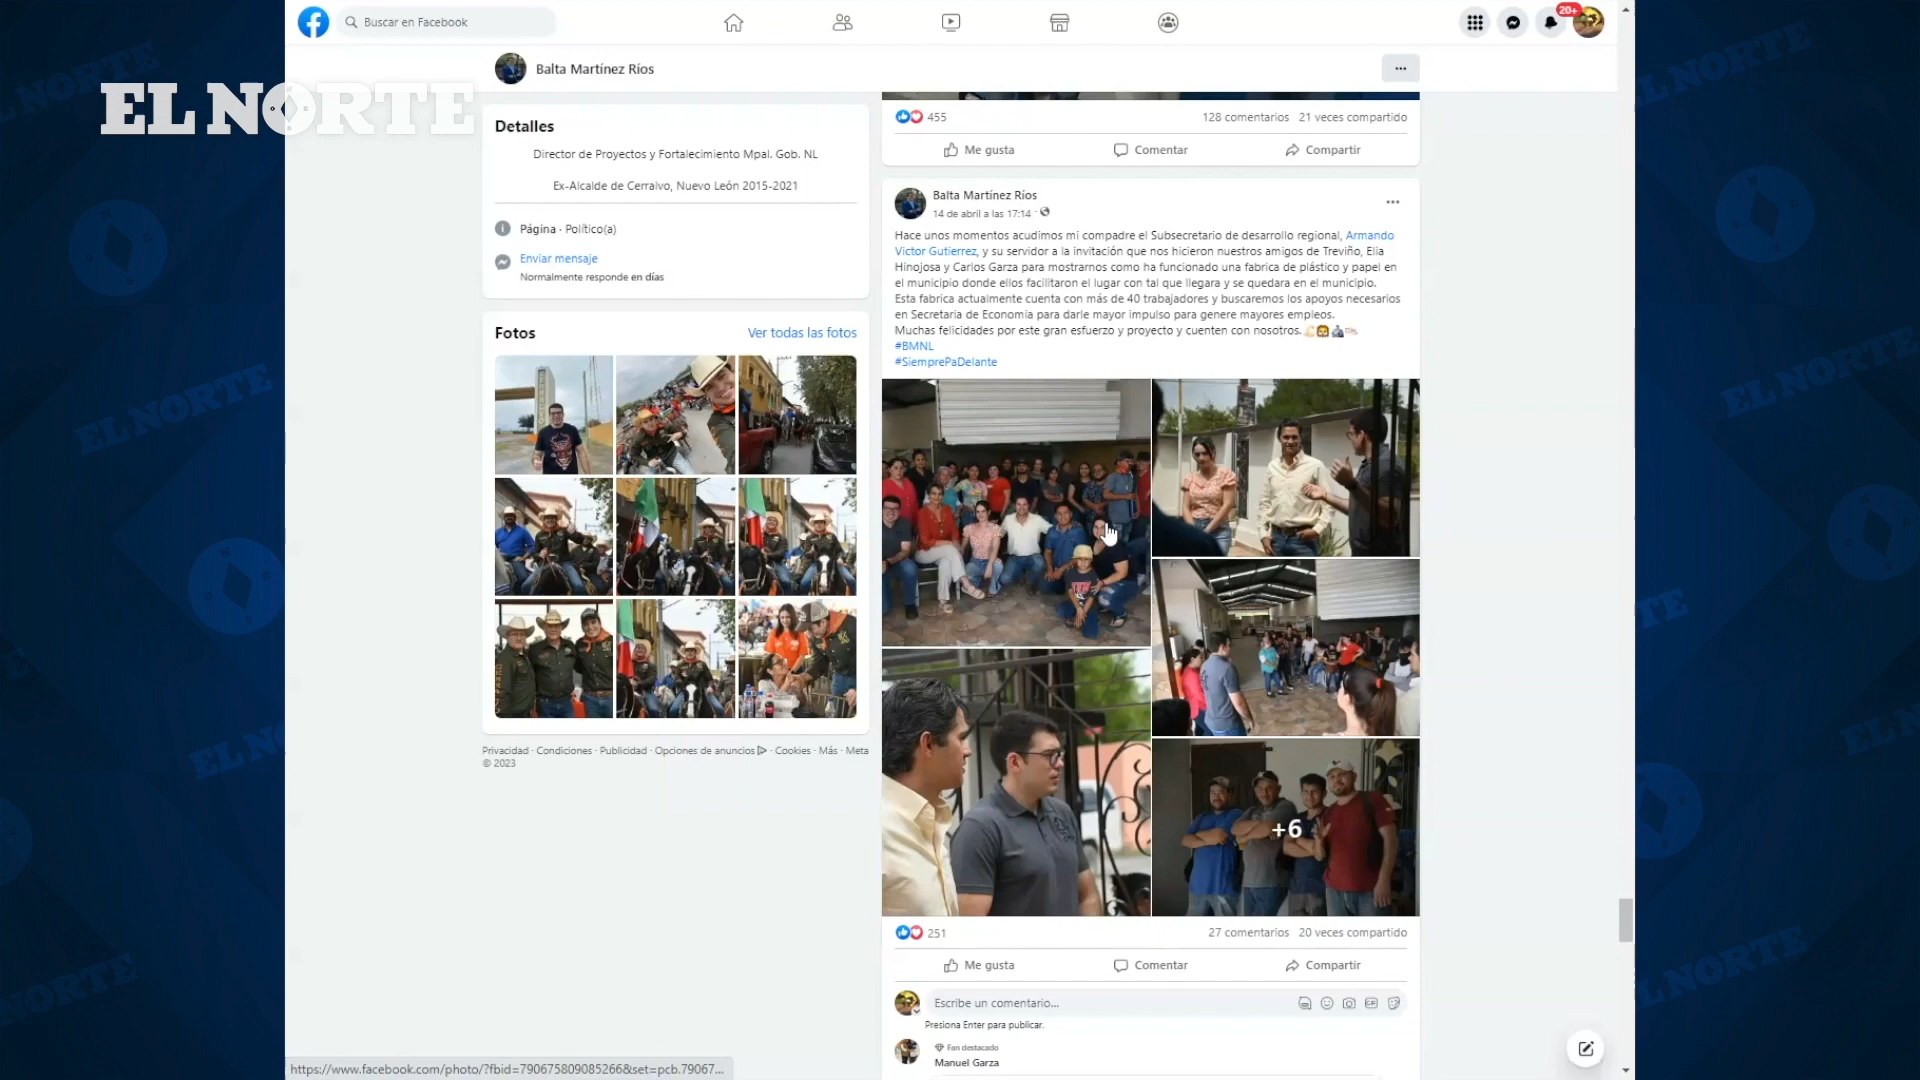 Buscar en Facebook
20+
Balta Martínez Ríos
EL NORTE
Detalles
Director de Proyectos y Fortalecimiento Mpal. Gob. NL
Ex-Alcalde de Cerralvo, Nuevo León 2015-2021
Página · Político(a)
Enviar mensaje
Normalmente responde en días
Fotos
Ver todas las fotos
Privacidad · Condiciones · Publicidad · Opciones de anuncios · Cookies · Más · Meta
© 2023
455
128 comentarios 21 veces compartido
Me gusta
Comentar
Compartir
Balta Martínez Ríos
14 de abril a las 17:14 ·
Hace unos momentos acudimos mi compadre el Subsecretario de desarrollo regional, Armando
Victor Gutierrez, y su servidor a la invitación que nos hicieron nuestros amigos de Treviño, Elia
Hinojosa y Carlos Garza para mostrarnos como ha funcionado una fabrica de plástico y papel en
el municipio donde ellos facilitaron el lugar con tal que llegara y se quedara en el municipio.
Esta fabrica actualmente cuenta con más de 40 trabajadores y buscaremos los apoyos necesarios
en Secretaria de Economía para darle mayor impulso para genere mayores empleos.
Muchas felicidades por este gran esfuerzo y proyecto y cuenten con nosotros.
#BMNL
#SiemprePaDelante
+6
251
27 comentarios 20 veces compartido
Me gusta
Comentar
Compartir
Escribe un comentario...
Presiona Enter para publicar.
Fan destacado
Manuel Garza
https://www.facebook.com/photo/?fbid=790675809085266&set=pcb.79067...
EL NORTE
EL NORTE
EL NORTE
EL NORTE